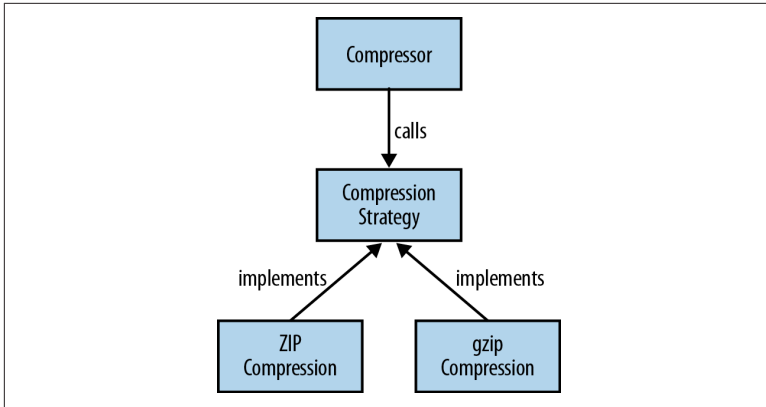 Compressor
calls
Compression
Strategy
implements
implements
ZIP
Compression
gzip
Compression